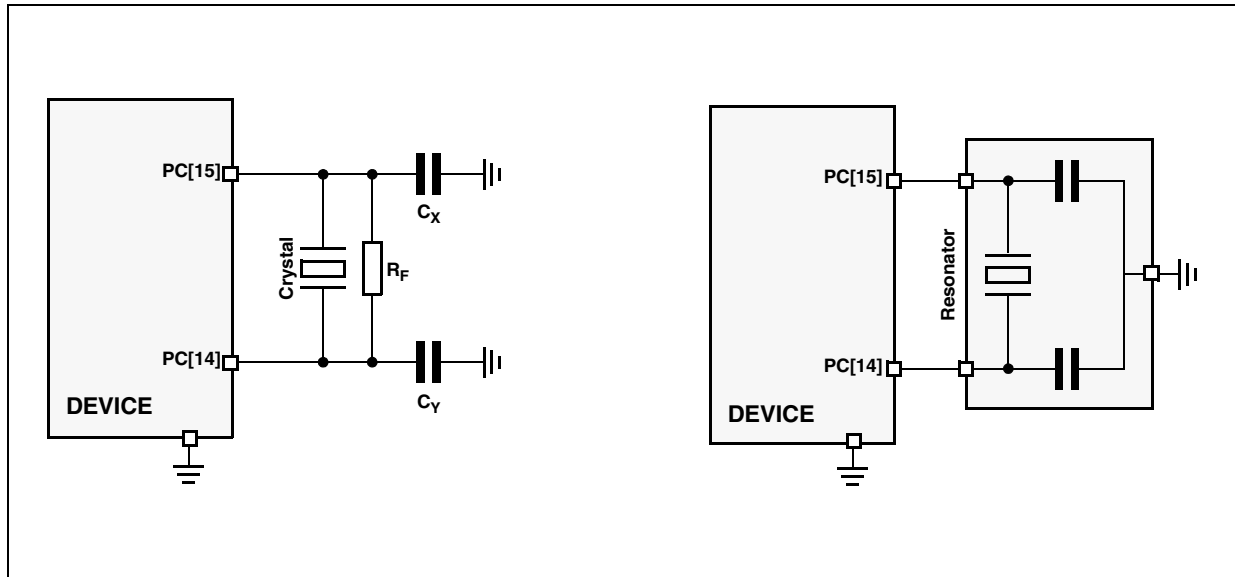 PC[15]
C_X
Crystal
R_F
PC[14]
C_Y
DEVICE
PC[15]
Resonator
PC[14]
DEVICE